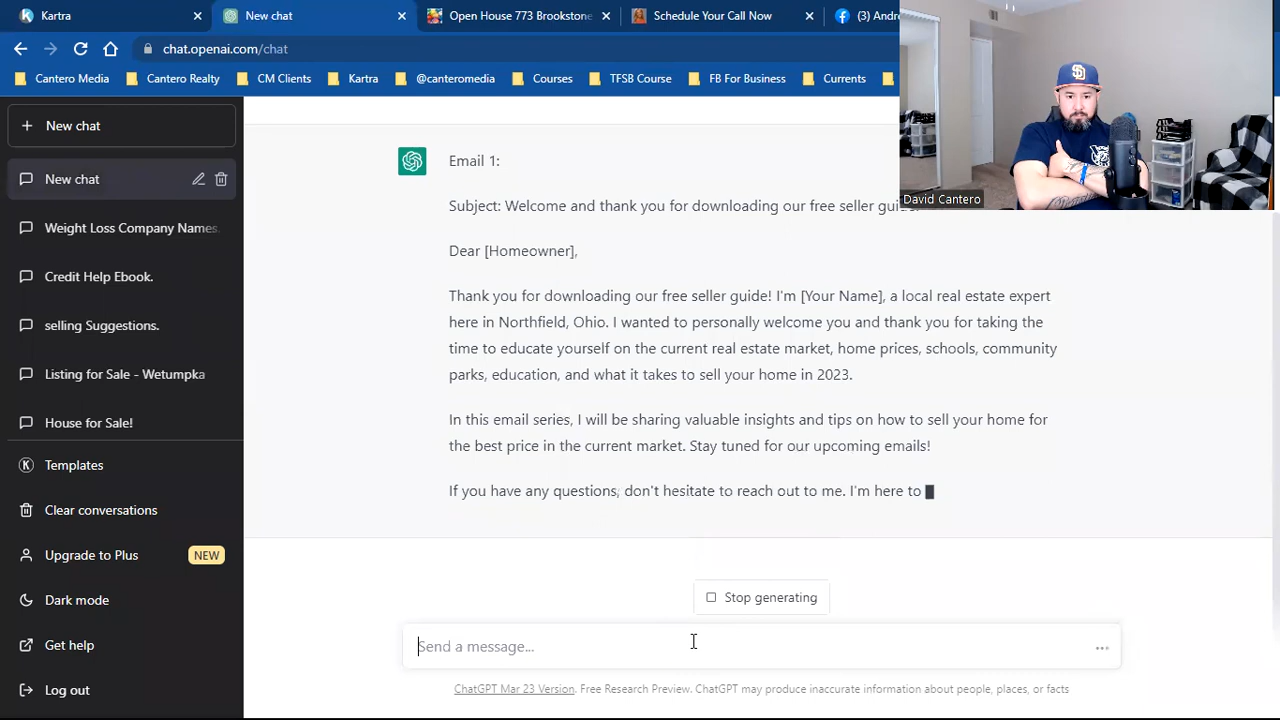 Kartra
New chat
Open House 773 Brookstone
Schedule Your Call Now
(3) Andre
chat.openai.com/chat
Cantero Media
Cantero Realty
CM Clients
Kartra
@canteromedia
Courses
TFSB Course
FB For Business
Currents
SD
David Cantero
New chat
New chat
Weight Loss Company Names.
Credit Help Ebook.
selling Suggestions.
Listing for Sale - Wetumpka
House for Sale!
Templates
Clear conversations
Upgrade to Plus
NEW
Dark mode
Get help
Log out
Email 1:
Subject: Welcome and thank you for downloading our free seller guide.
Dear [Homeowner],
Thank you for downloading our free seller guide! I'm [Your Name], a local real estate expert
here in Northfield, Ohio. I wanted to personally welcome you and thank you for taking the
time to educate yourself on the current real estate market, home prices, schools, community
parks, education, and what it takes to sell your home in 2023.
In this email series, I will be sharing valuable insights and tips on how to sell your home for
the best price in the current market. Stay tuned for our upcoming emails!
If you have any questions, don't hesitate to reach out to me. I'm here to
Stop generating
Send a message...
ChatGPT Mar 23 Version. Free Research Preview. ChatGPT may produce inaccurate information about people, places, or facts